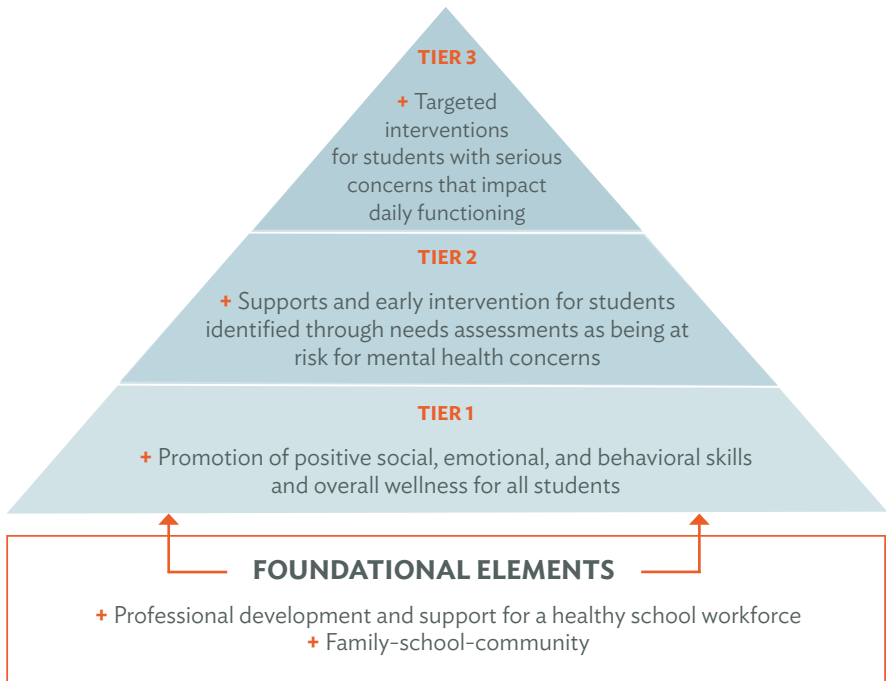 TIER 3
+ Targeted
interventions
for students with serious
concerns that impact
daily functioning
TIER 2
+ Supports and early intervention for students
identified through needs assessments as being at
risk for mental health concerns
TIER 1
+ Promotion of positive social, emotional, and behavioral skills
and overall wellness for all students
FOUNDATIONAL ELEMENTS
+ Professional development and support for a healthy school workforce
+ Family-school-community